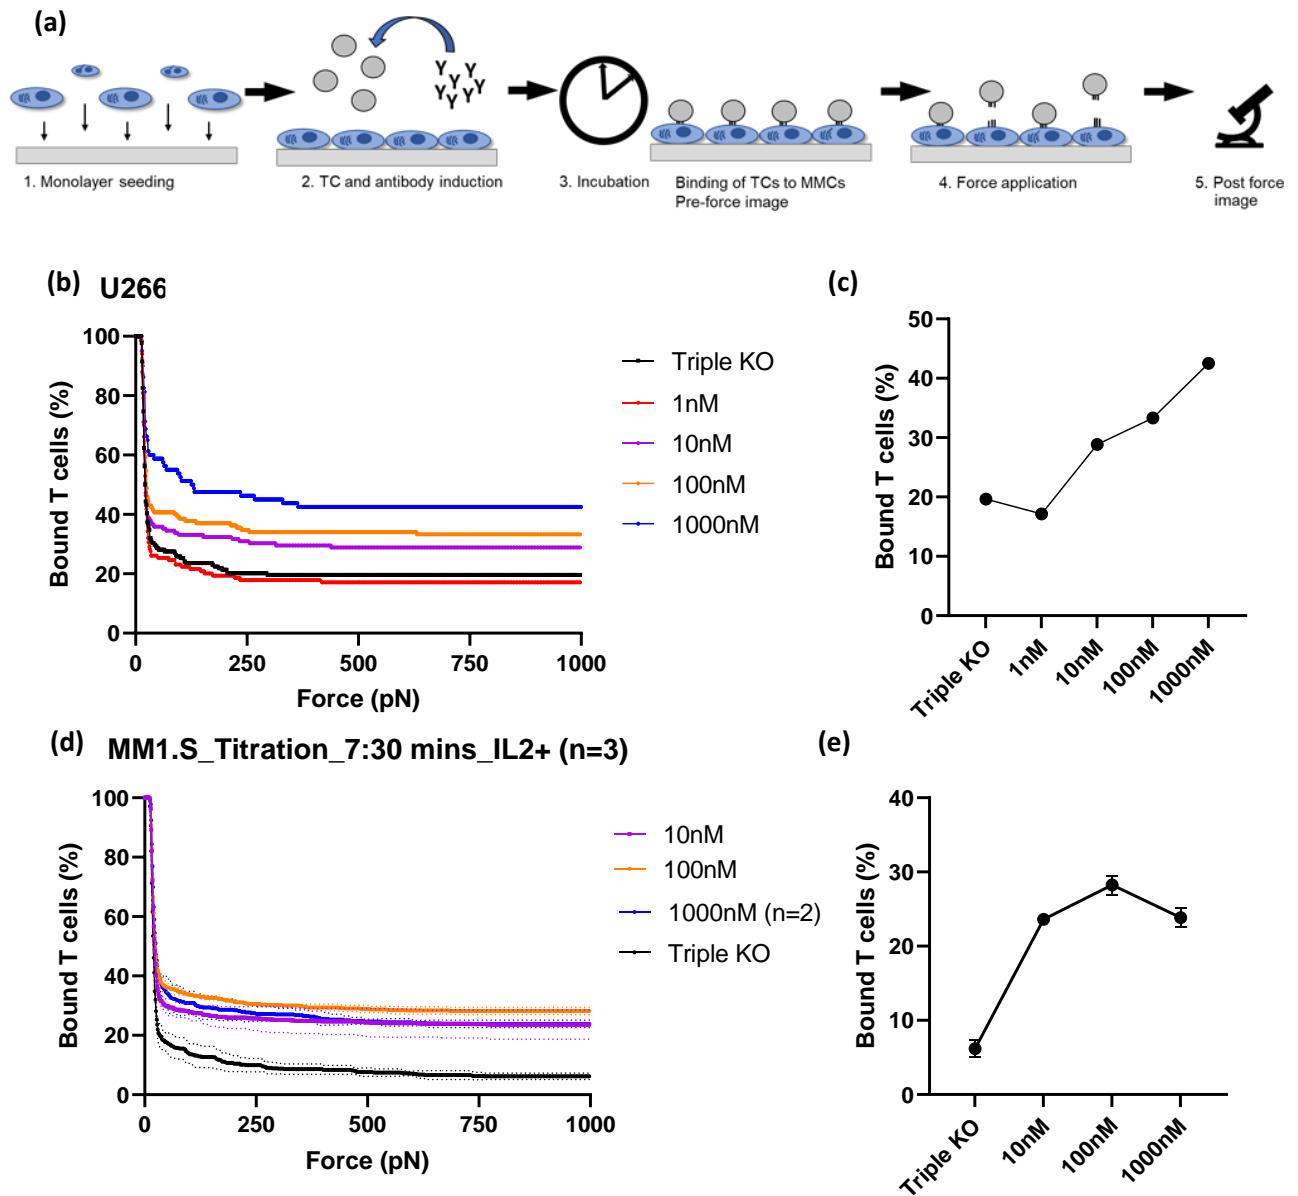 (a)
1. Monolayer seeding
2. TC and antibody induction
3. Incubation
Binding of TCs to MMCs
Pre-force image
4. Force application
5. Post force
image
(b) U266
100
80
60
40
20
0
Bound T cells (%)
0 250 500 750 1000
Force (pN)
Triple KO
1nM
10nM
100nM
1000nM
(c)
50
40
30
20
10
0
Bound T cells (%)
Triple KO
1nM
10nM
100nM
1000nM
(d) MM1.S_Titration_7:30 mins_IL2+ (n=3)
100
80
60
40
20
0
Bound T cells (%)
0 250 500 750 1000
Force (pN)
10nM
100nM
1000nM (n=2)
Triple KO
(e)
40
30
20
10
0
Bound T cells (%)
Triple KO
10nM
100nM
1000nM